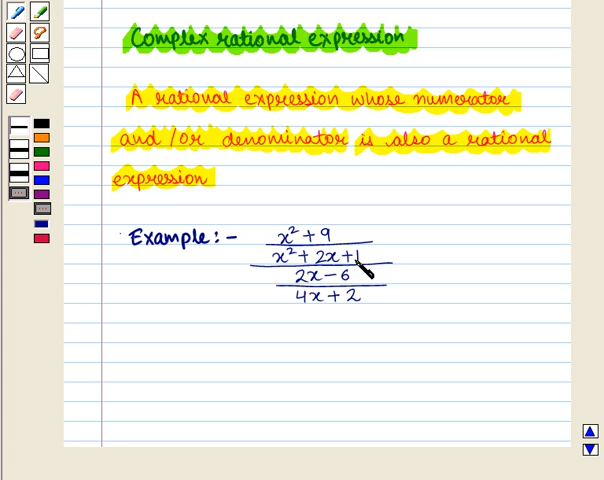 Complex rational expression
A rational expression whose numerator
and /or denominator is also a rational
expression
Example:- x² + 9
x² + 2x + 1
2x - 6
4x + 2